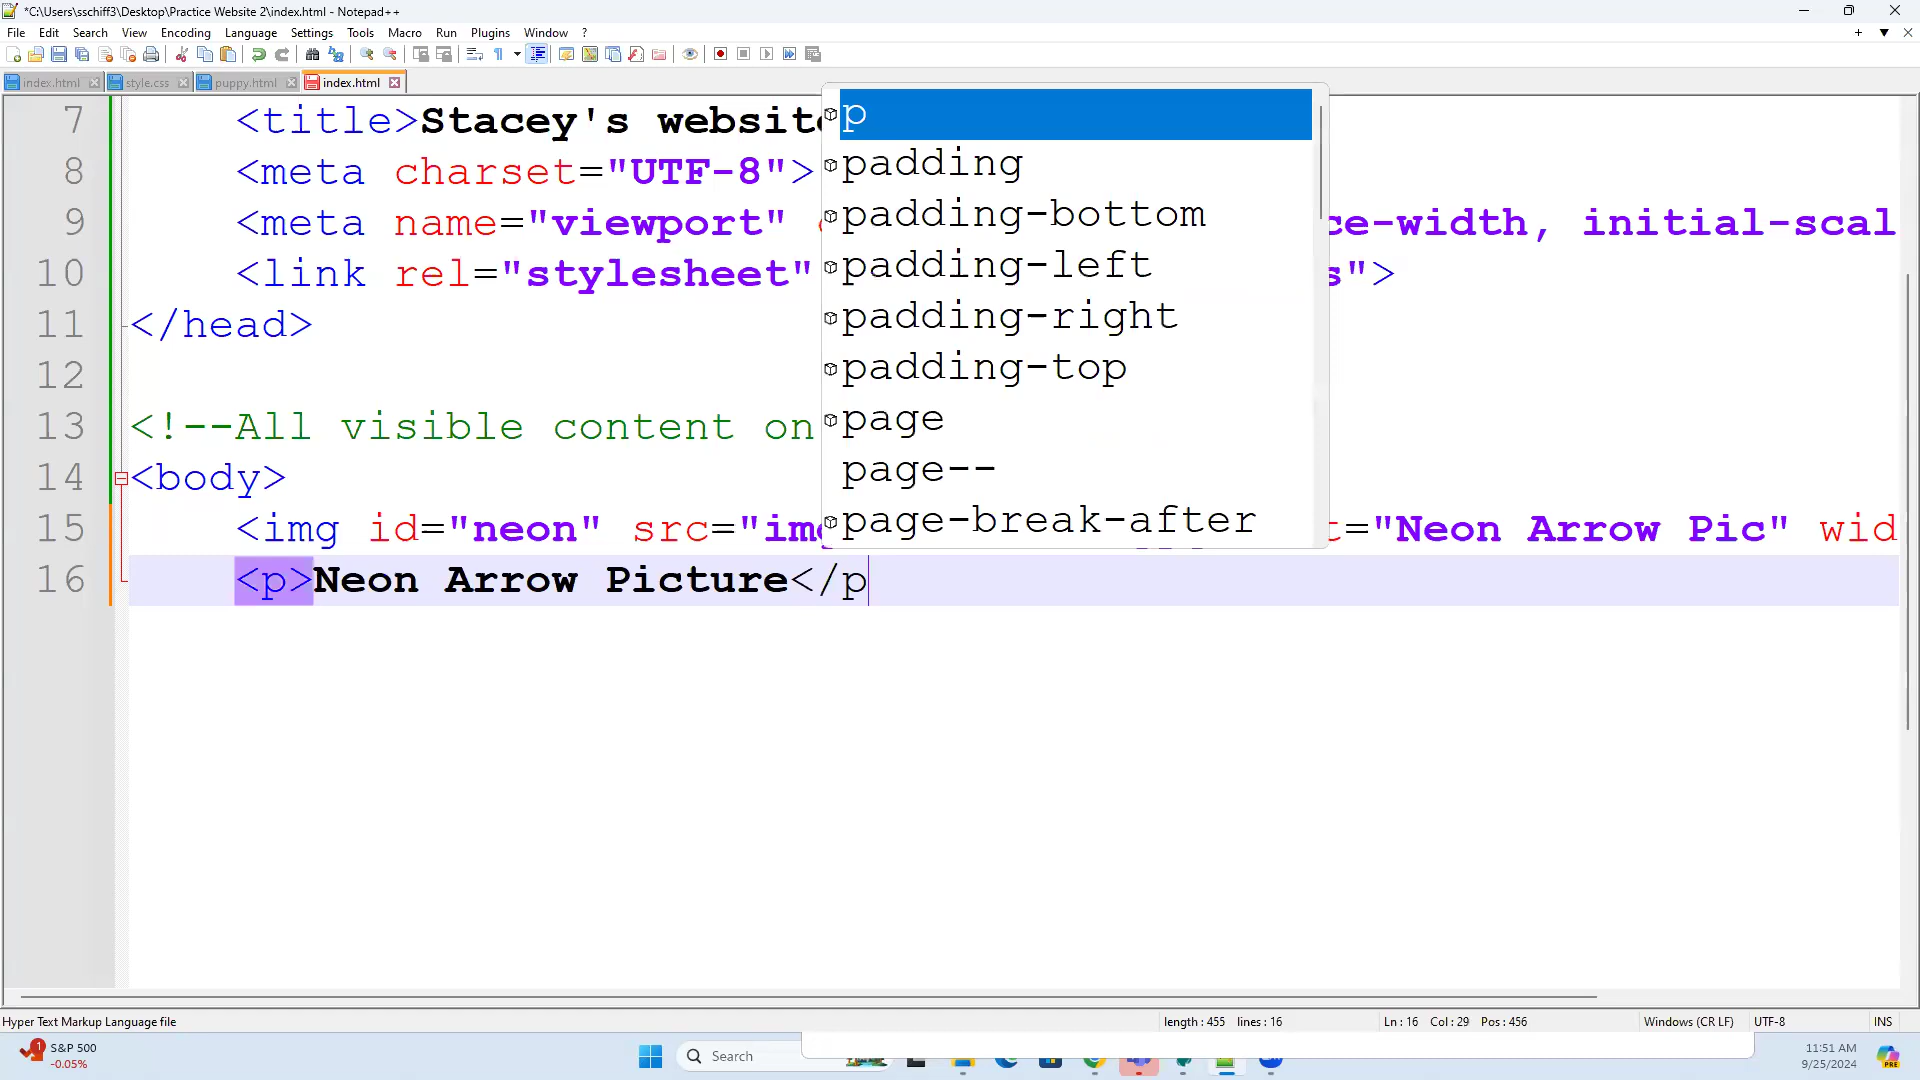 *C:\Users\sschiff3\Desktop\Practice Website 2\index.html - Notepad++
File Edit Search View Encoding Language Settings Tools Macro Run Plugins Window ?
index.html style.css puppy.html index.html
7 <title>Stacey's website
8 <meta charset="UTF-8">
9 <meta name="viewport" ce-width, initial-scal
10 <link rel="stylesheet" s">
11 </head>
12
13 <!--All visible content on
14 <body>
15 <img id="neon" src="img t="Neon Arrow Pic" wid
16 <p>Neon Arrow Picture</p
p
padding
padding-bottom
padding-left
padding-right
padding-top
page
page--
page-break-after
Hyper Text Markup Language file length : 455 lines : 16 Ln : 16 Col : 29 Pos : 456 Windows (CR LF) UTF-8 INS
1
S&P 500
-0.05%
Search
11:51 AM
9/25/2024
PRE